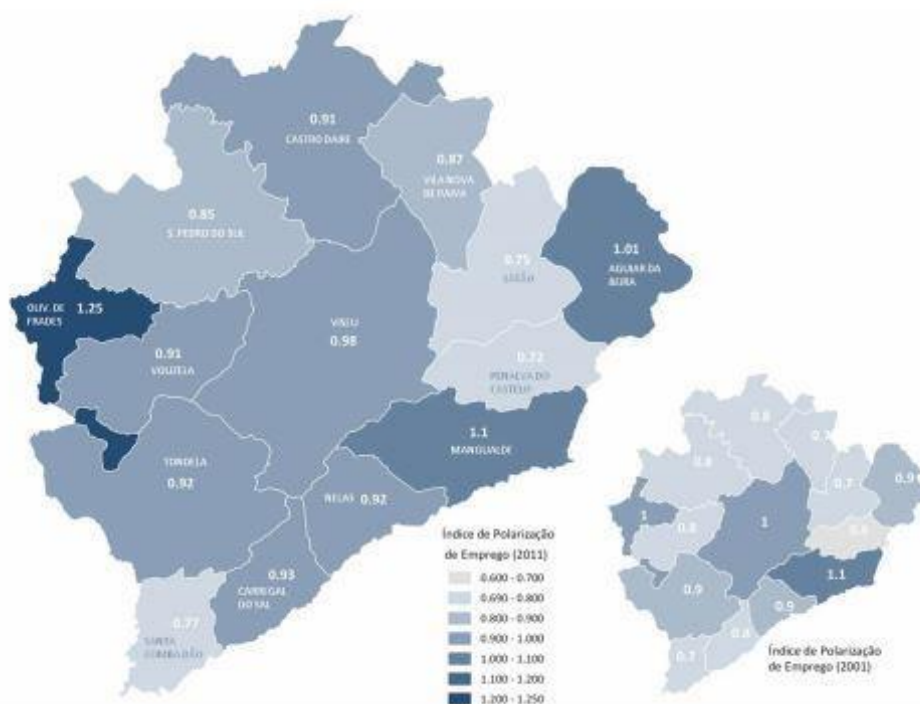 0.91
CASTRO DAIRE
0.87
VILA NOVA
DE PAIVA
0.85
S. PEDRO DO SUL
0.75
SÁTÃO
1.01
AGUIAR DA
BEIRA
OLIV. DE
FRADES
1.25
VISEU
0.98
0.91
VOUZELA
0.72
PENALVA DO
CASTELO
1.1
MANGUALDE
TONDELA
0.92
NELAS
0.92
0.93
CARREGAL
DO SAL
0.77
SANTA
COMBA DÃO
Índice de Polarização
de Emprego (2011)
0.600 - 0.700
0.690 - 0.800
0.800 - 0.900
0.900 - 1.000
1.000 - 1.100
1.100 - 1.200
1.200 - 1.250
0.8
0.7
0.8
0.7
0.9
1
0.8
1
1.1
0.9
0.9
0.8
0.7
Índice de Polarização
de Emprego (2001)